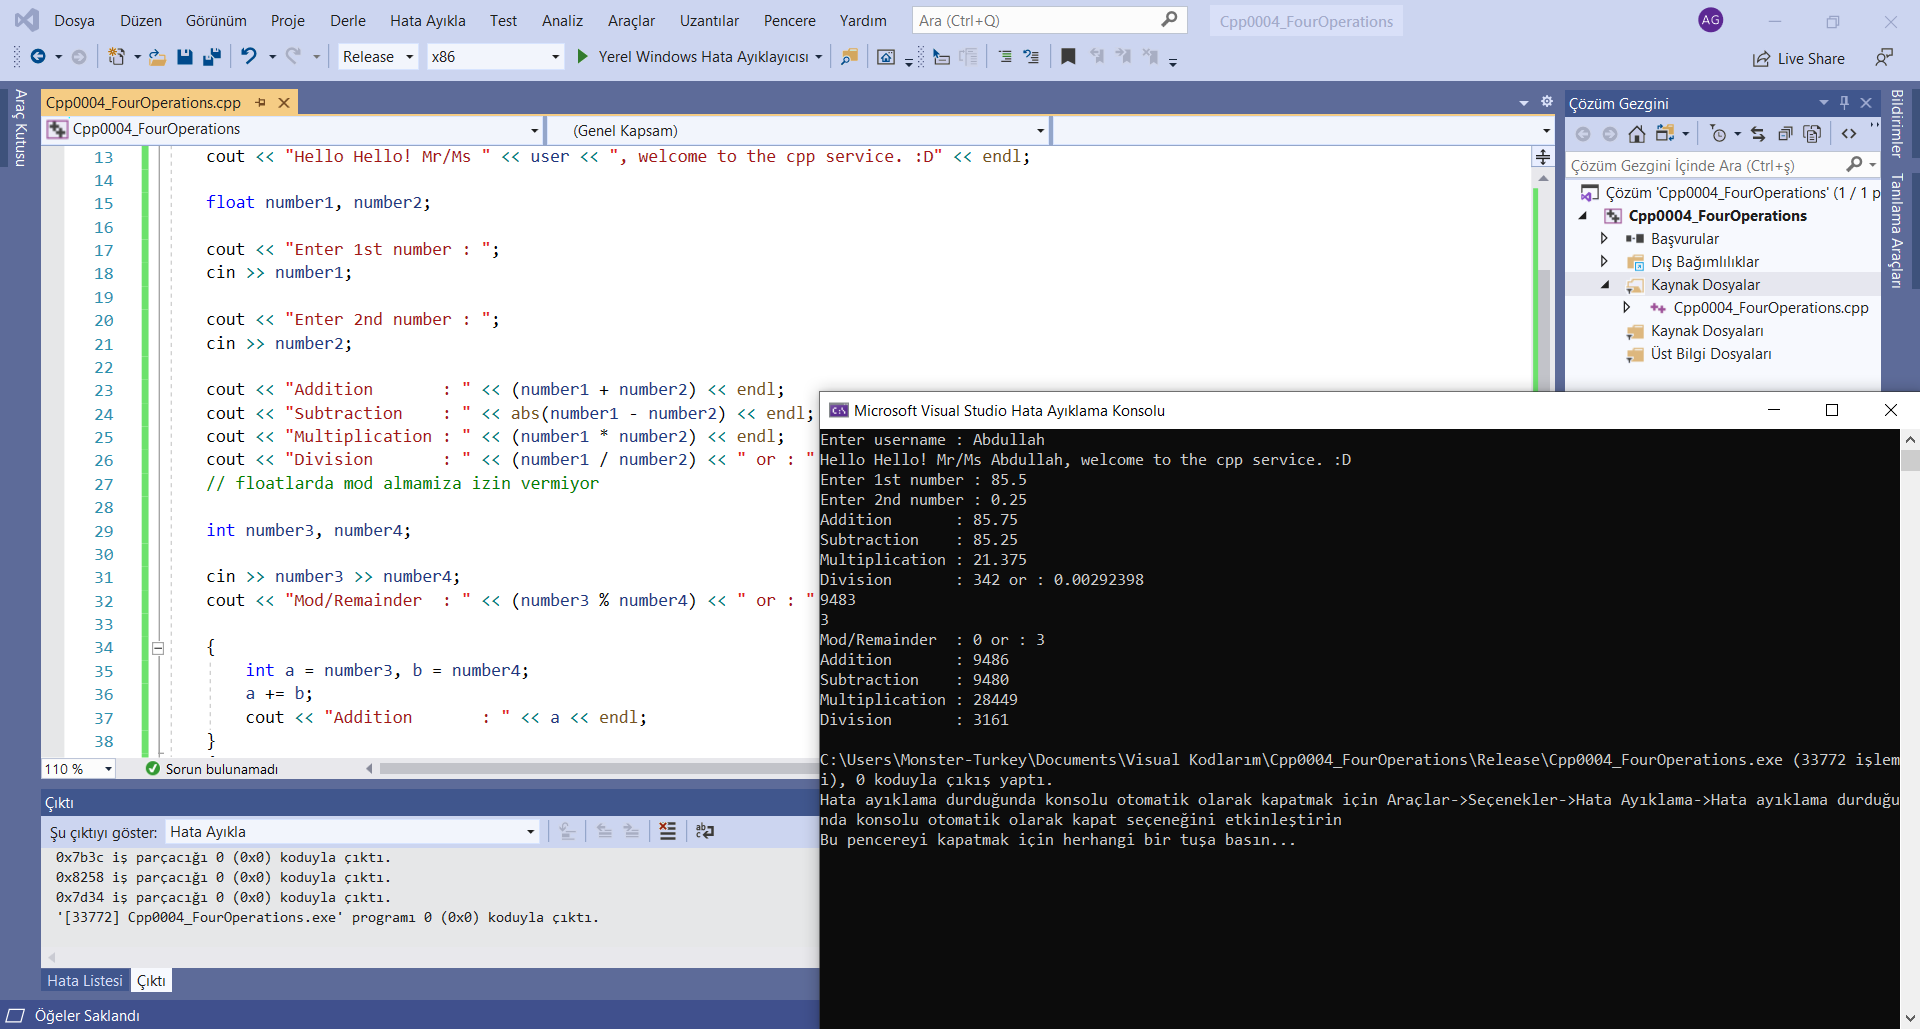 Dosya Düzen Görünüm Proje Derle Hata Ayıkla Test Analiz Araçlar Uzantılar Pencere Yardım Ara (Ctrl+Q) Cpp0004_FourOperations AG
Release x86 Yerel Windows Hata Ayıklayıcısı Live Share
Araç Kutusu
Cpp0004_FourOperations.cpp
Cpp0004_FourOperations (Genel Kapsam)
13 cout << "Hello Hello! Mr/Ms " << user << ", welcome to the cpp service. :D" << endl;
14
15 float number1, number2;
16
17 cout << "Enter 1st number : ";
18 cin >> number1;
19
20 cout << "Enter 2nd number : ";
21 cin >> number2;
22
23 cout << "Addition       : " << (number1 + number2) << endl;
24 cout << "Subtraction    : " << abs(number1 - number2) << endl;
25 cout << "Multiplication : " << (number1 * number2) << endl;
26 cout << "Division       : " << (number1 / number2) << " or : "
27 // floatlarda mod almamiza izin vermiyor
28
29 int number3, number4;
30
31 cin >> number3 >> number4;
32 cout << "Mod/Remainder  : " << (number3 % number4) << " or : "
33
34 {
35 int a = number3, b = number4;
36 a += b;
37 cout << "Addition       : " << a << endl;
38 }
110 % Sorun bulunamadı
Çıktı
Şu çıktıyı göster: Hata Ayıkla
0x7b3c iş parçacığı 0 (0x0) koduyla çıktı.
0x8258 iş parçacığı 0 (0x0) koduyla çıktı.
0x7d34 iş parçacığı 0 (0x0) koduyla çıktı.
'[33772] Cpp0004_FourOperations.exe' programı 0 (0x0) koduyla çıktı.
Hata Listesi Çıktı
Öğeler Saklandı
Çözüm Gezgini
Çözüm Gezgini İçinde Ara (Ctrl+ş)
Çözüm 'Cpp0004_FourOperations' (1 / 1 p
Cpp0004_FourOperations
Başvurular
Dış Bağımlılıklar
Kaynak Dosyalar
Cpp0004_FourOperations.cpp
Kaynak Dosyaları
Üst Bilgi Dosyaları
Bildirimler
Tanılama Araçları
Microsoft Visual Studio Hata Ayıklama Konsolu
Enter username : Abdullah
Hello Hello! Mr/Ms Abdullah, welcome to the cpp service. :D
Enter 1st number : 85.5
Enter 2nd number : 0.25
Addition       : 85.75
Subtraction    : 85.25
Multiplication : 21.375
Division       : 342 or : 0.00292398
9483
3
Mod/Remainder  : 0 or : 3
Addition       : 9486
Subtraction    : 9480
Multiplication : 28449
Division       : 3161
C:\Users\Monster-Turkey\Documents\Visual Kodlarım\Cpp0004_FourOperations\Release\Cpp0004_FourOperations.exe (33772 işlem
i), 0 koduyla çıkış yaptı.
Hata ayıklama durduğunda konsolu otomatik olarak kapatmak için Araçlar->Seçenekler->Hata Ayıklama->Hata ayıklama durduğu
nda konsolu otomatik olarak kapat seçeneğini etkinleştirin
Bu pencereyi kapatmak için herhangi bir tuşa basın...